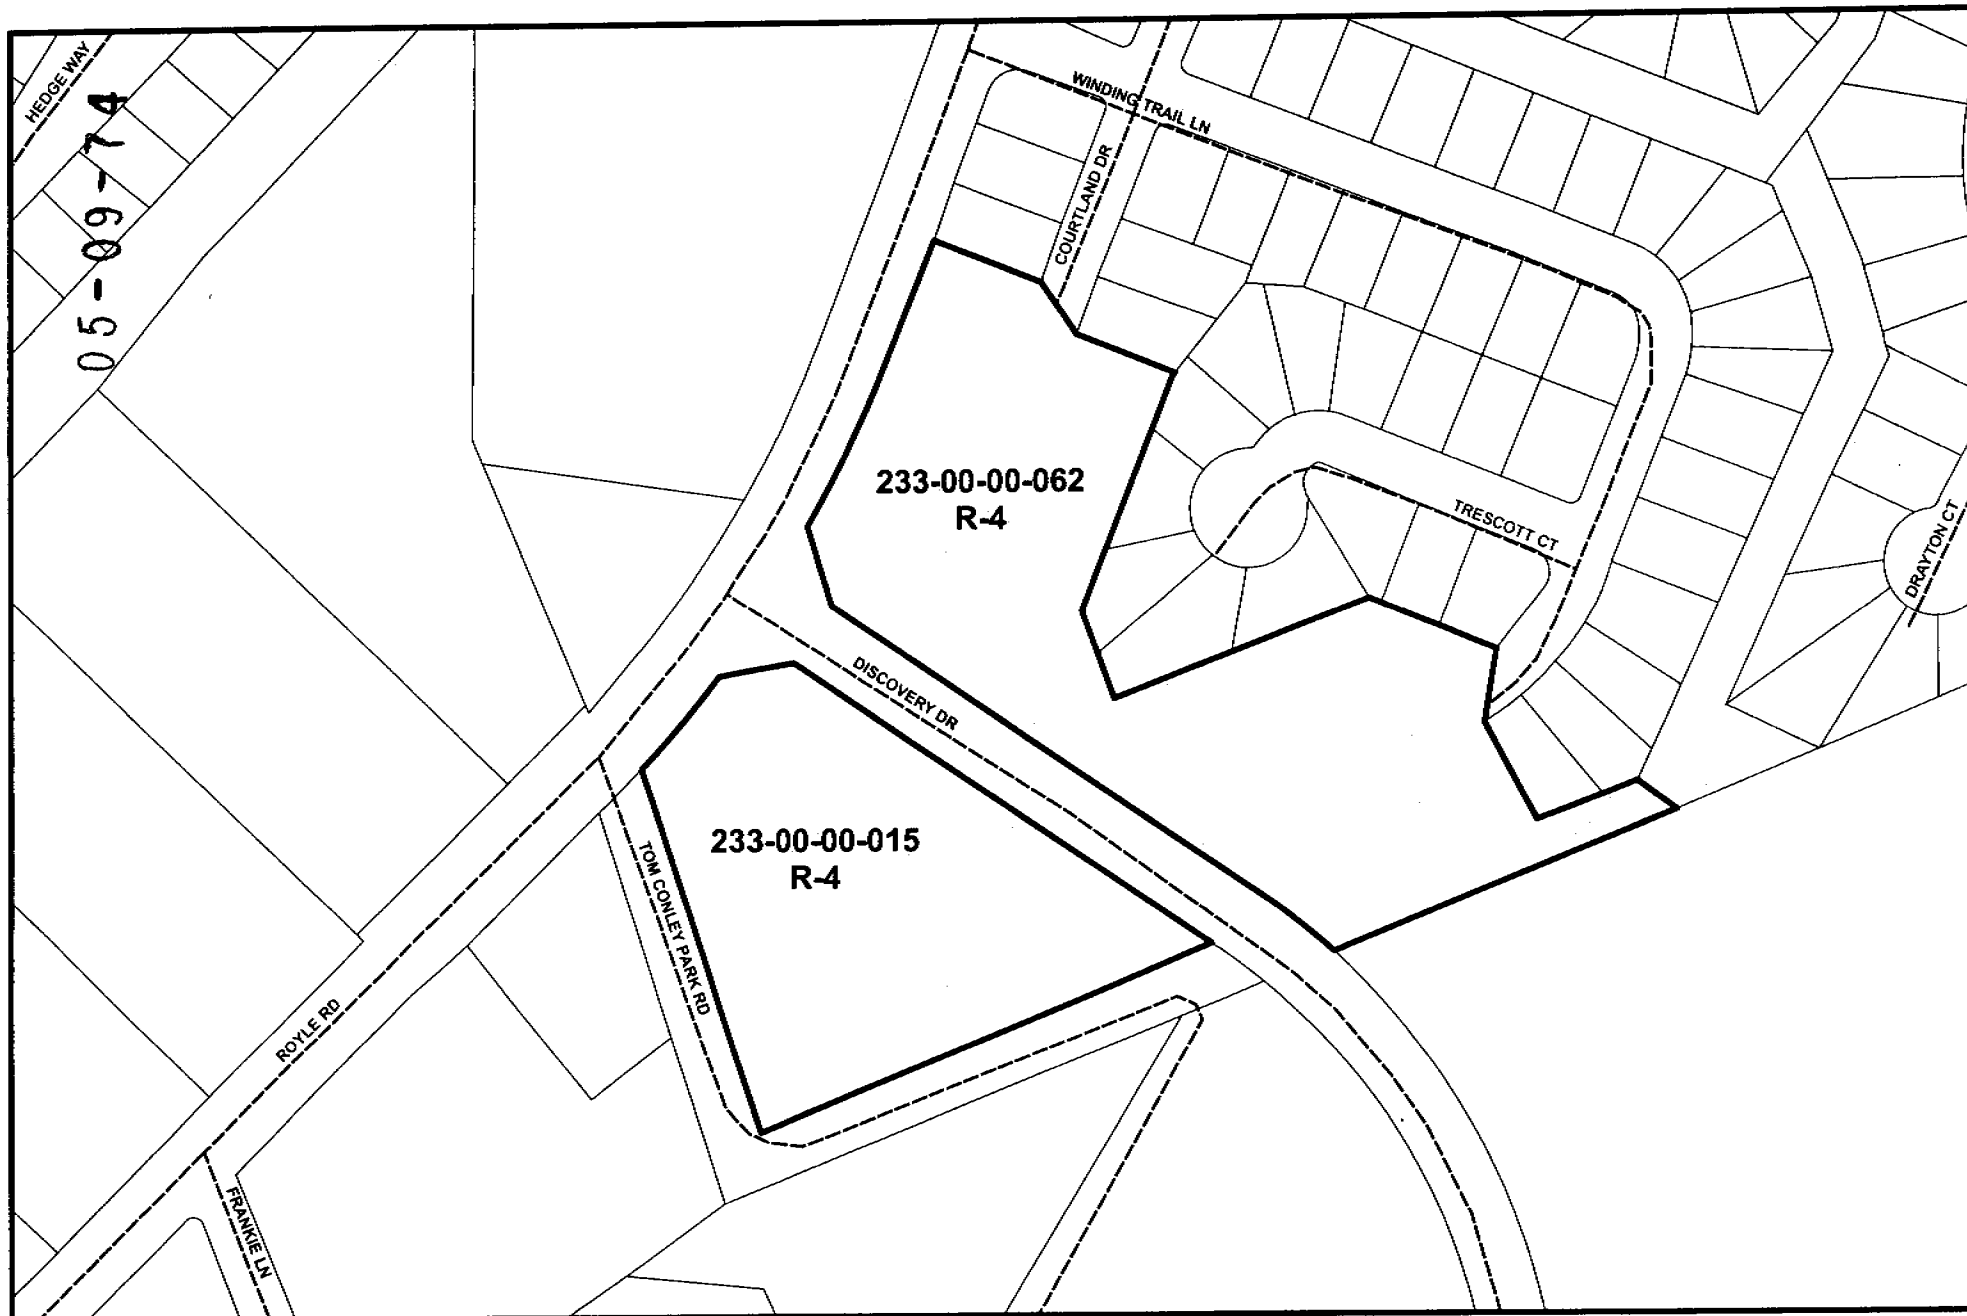 HEDGE WAY
05-09-74
WINDING TRAIL LN
COURTLAND DR
233-00-00-062
R-4
TRESCOTT CT
DRAYTON CT
DISCOVERY DR
233-00-00-015
R-4
TOM CONLEY PARK RD
ROYLE RD
FRANKIE LN